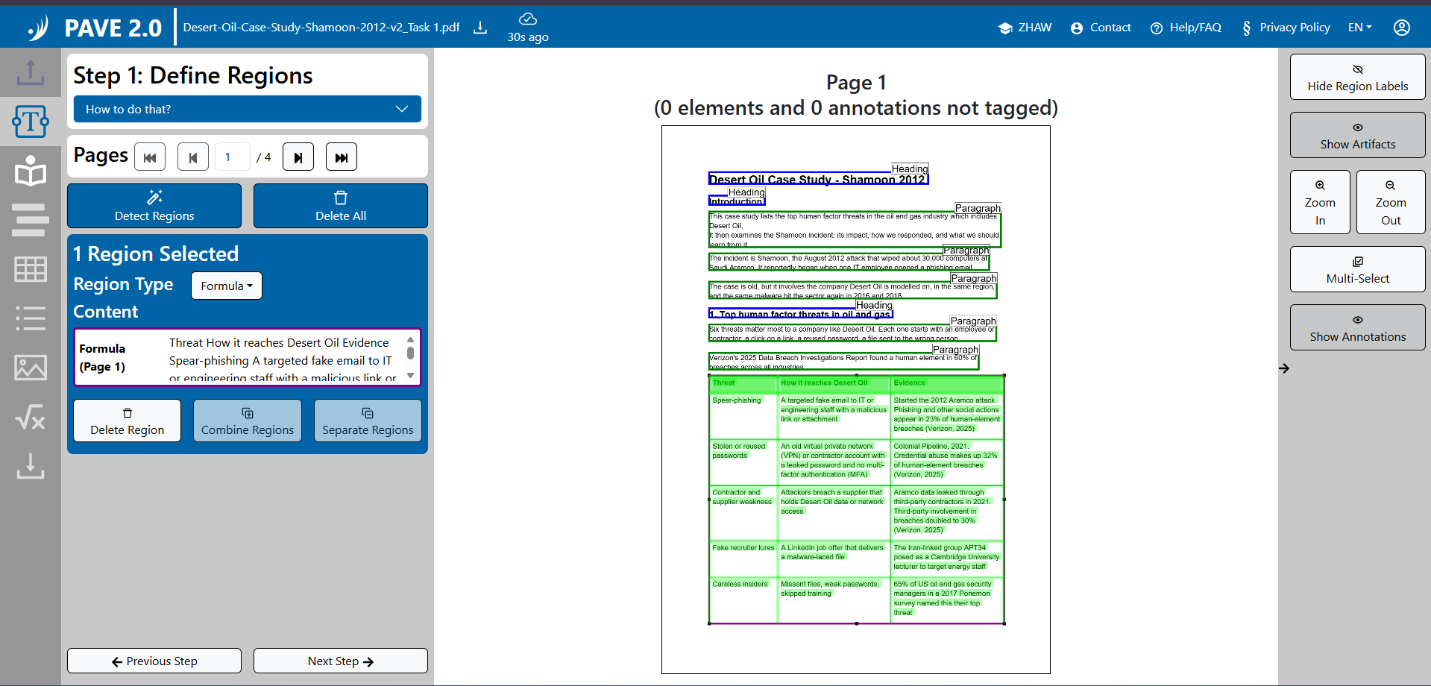 PAVE 2.0
Desert-Oil-Case-Study-Shamoon-2012-v2_Task 1.pdf
30s ago
ZHAW
Contact
Help/FAQ
§ Privacy Policy
EN
Step 1: Define Regions
How to do that?
Pages
1
/ 4
Detect Regions
Delete All
1 Region Selected
Region Type
Formula
Content
Formula
(Page 1)
Threat How it reaches Desert Oil Evidence
Spear-phishing A targeted fake email to IT
or engineering staff with a malicious link or
Delete Region
Combine Regions
Separate Regions
Previous Step
Next Step
Page 1
(0 elements and 0 annotations not tagged)
Heading
Desert Oil Case Study - Shamoon 2012
Heading
Introduction
Paragraph
This case study lists the top human factor threats in the oil and gas industry which includes
Desert Oil,
It then examines the Shamoon incident: its impact, how we responded, and what we should
learn from it
Paragraph
The incident is Shamoon, the August 2012 attack that wiped about 30,000 computers at
Saudi Aramco. It reportedly began when one IT employee opened a phishing email
Paragraph
The case is old, but it involves the company Desert Oil is modelled on, in the same region,
and the same malware hit the sector again in 2016 and 2018
Heading
1. Top human factor threats in oil and gas
Paragraph
Six threats matter most to a company like Desert Oil. Each one starts with an employee or
contractor: a click on a link, a reused password, a file sent to the wrong person
Paragraph
Verizon's 2025 Data Breach Investigations Report found a human element in 60% of
breaches across all industries
Threat
How it reaches Desert Oil
Evidence
Spear-phishing
A targeted fake email to IT or
engineering staff with a malicious
link or attachment
Started the 2012 Aramco attack.
Phishing and other social actions
appear in 23% of human-element
breaches (Verizon, 2025)
Stolen or reused
passwords
An old virtual private network
(VPN) or contractor account with
a leaked password and no multi-
factor authentication (MFA)
Colonial Pipeline, 2021.
Credential abuse makes up 32%
of human-element breaches
(Verizon, 2025)
Contractor and
supplier weakness
Attackers breach a supplier that
holds Desert Oil data or network
access
Aramco data leaked through
third-party contractors in 2021.
Third-party involvement in
breaches doubled to 30%
(Verizon, 2025)
Fake recruiter lures
A LinkedIn job offer that delivers
a malware-laced file
The Iran-linked group APT34
posed as a Cambridge University
lecturer to target energy staff
Careless insiders
Missent files, weak passwords,
skipped training
65% of US oil and gas security
managers in a 2017 Ponemon
survey named this their top
threat
Hide Region Labels
Show Artifacts
Zoom
In
Zoom
Out
Multi-Select
Show Annotations